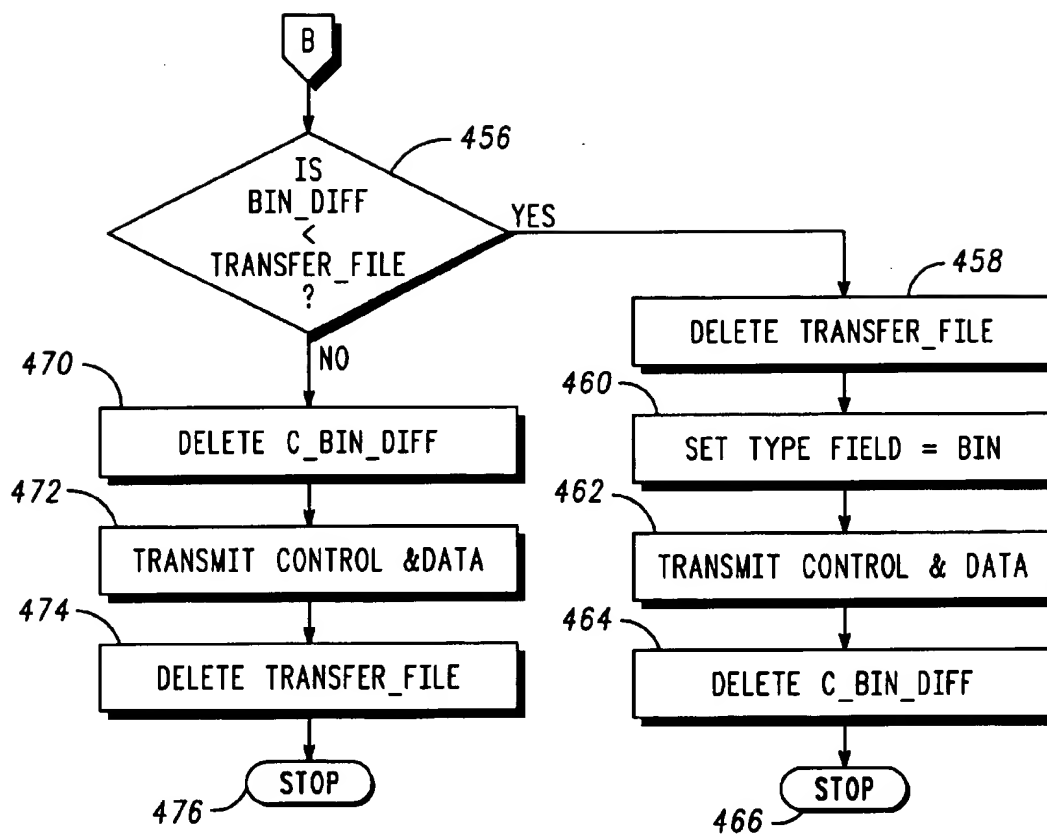 B
456
IS
BIN_DIFF
<
TRANSFER_FILE
?
YES
NO
458
DELETE TRANSFER_FILE
460
SET TYPE FIELD = BIN
462
TRANSMIT CONTROL & DATA
464
DELETE C_BIN_DIFF
STOP
466
470
DELETE C_BIN_DIFF
472
TRANSMIT CONTROL &DATA
474
DELETE TRANSFER_FILE
STOP
476